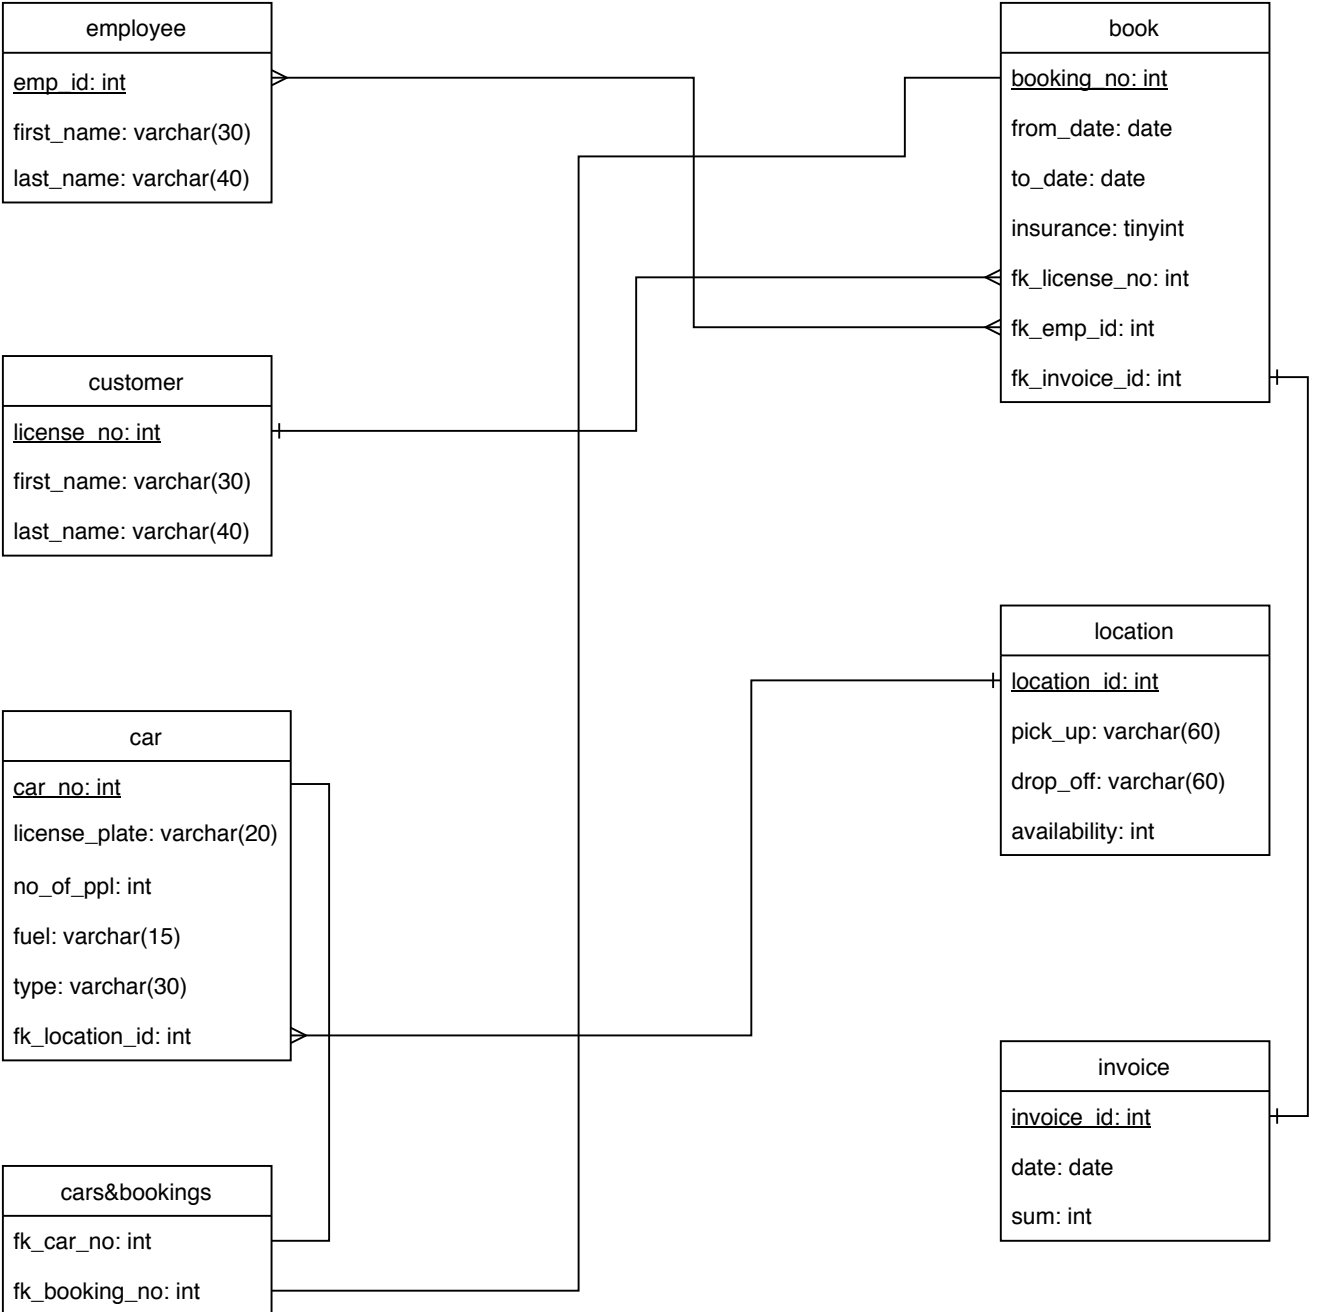 employee
emp_id: int
first_name: varchar(30)
last_name: varchar(40)
book
booking_no: int
from_date: date
to_date: date
insurance: tinyint
fk_license_no: int
fk_emp_id: int
fk_invoice_id: int
customer
license_no: int
first_name: varchar(30)
last_name: varchar(40)
location
location_id: int
pick_up: varchar(60)
drop_off: varchar(60)
availability: int
car
car_no: int
license_plate: varchar(20)
no_of_ppl: int
fuel: varchar(15)
type: varchar(30)
fk_location_id: int
invoice
invoice_id: int
date: date
sum: int
cars&bookings
fk_car_no: int
fk_booking_no: int